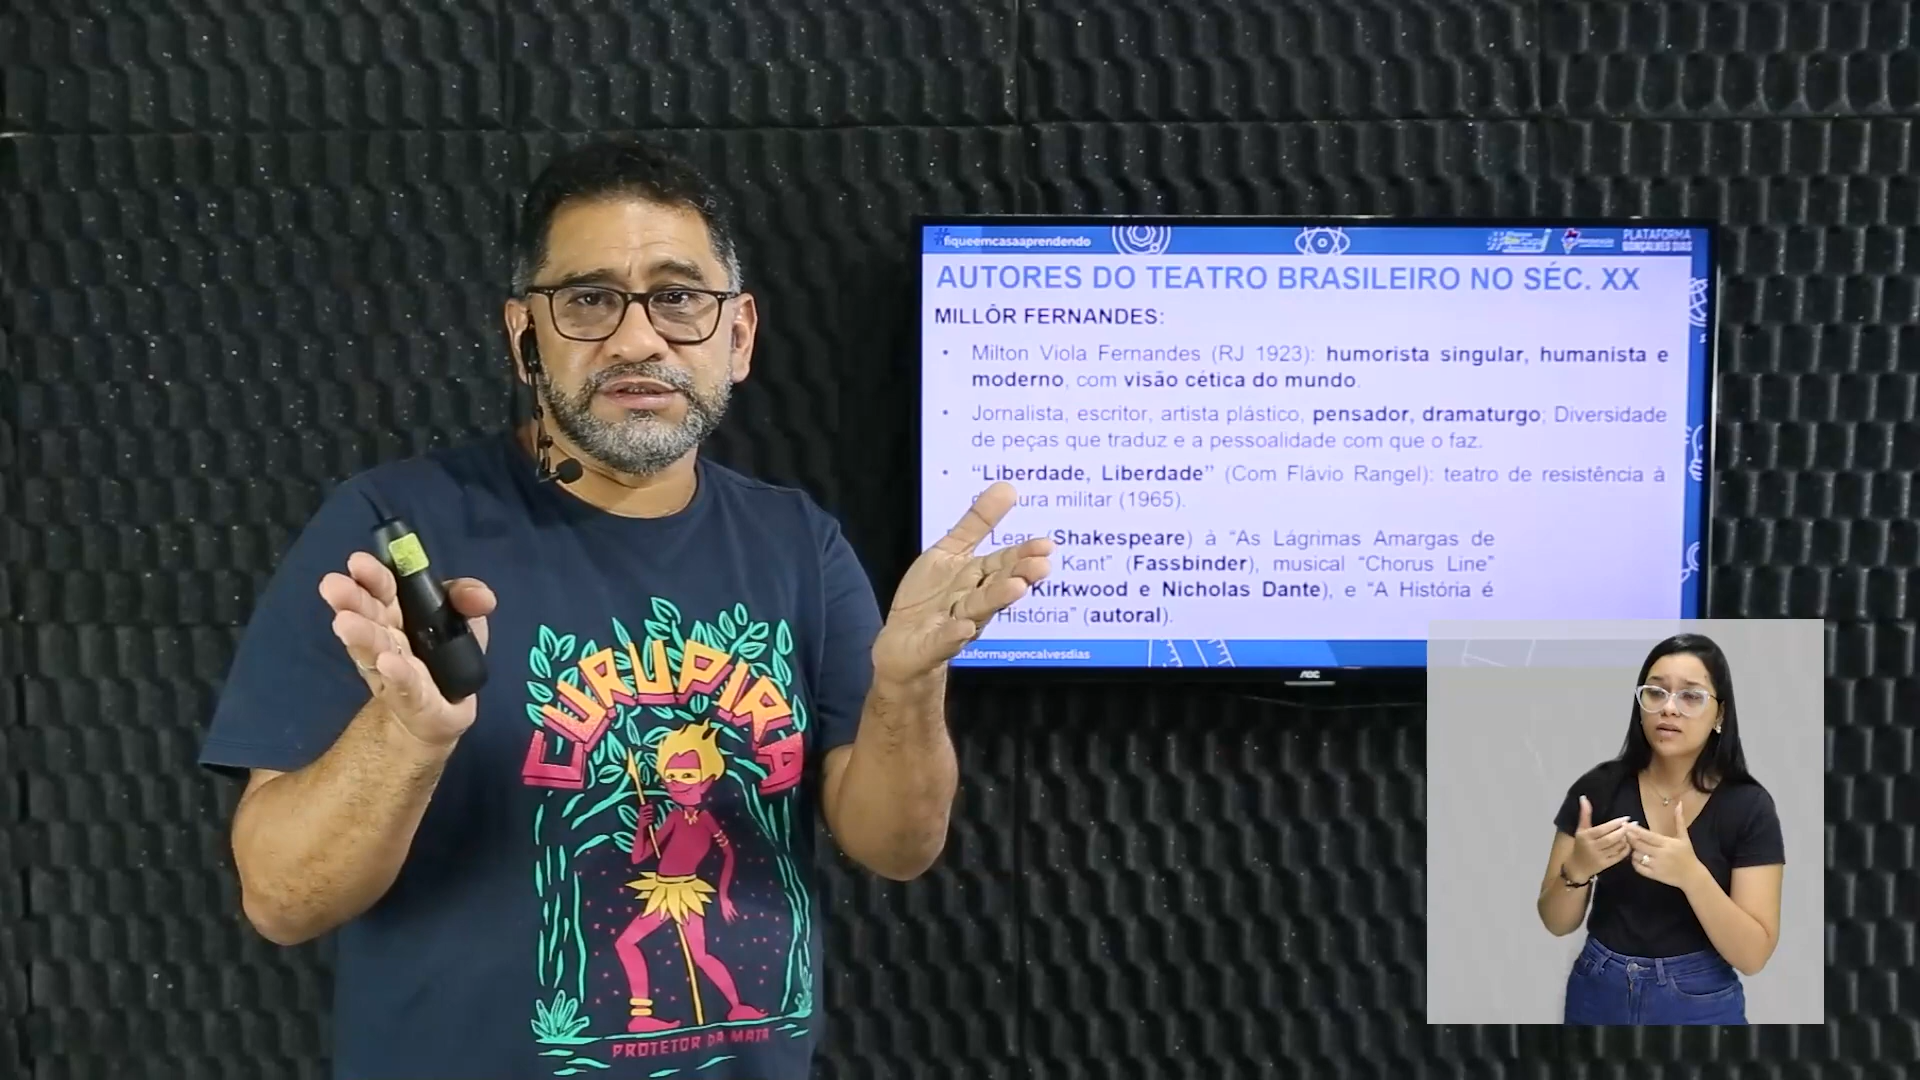 #fiqueemcasaaprendendo
PLATAFORMA
GONÇALVES DIAS
AUTORES DO TEATRO BRASILEIRO NO SÉC. XX
MILLÔR FERNANDES:
• Milton Viola Fernandes (RJ 1923): humorista singular, humanista e
moderno, com visão cética do mundo.
• Jornalista, escritor, artista plástico, pensador, dramaturgo; Diversidade
de peças que traduz e a pessoalidade com que o faz.
• “Liberdade, Liberdade” (Com Flávio Rangel): teatro de resistência à
militar (1965).
Lear (Shakespeare) à “As Lágrimas Amargas de
Kant” (Fassbinder), musical “Chorus Line”
Kirkwood e Nicholas Dante), e “A História é
História” (autoral).
taformagoncalvesdias
AOC
CURUPIRA
PROTETOR DA MATA